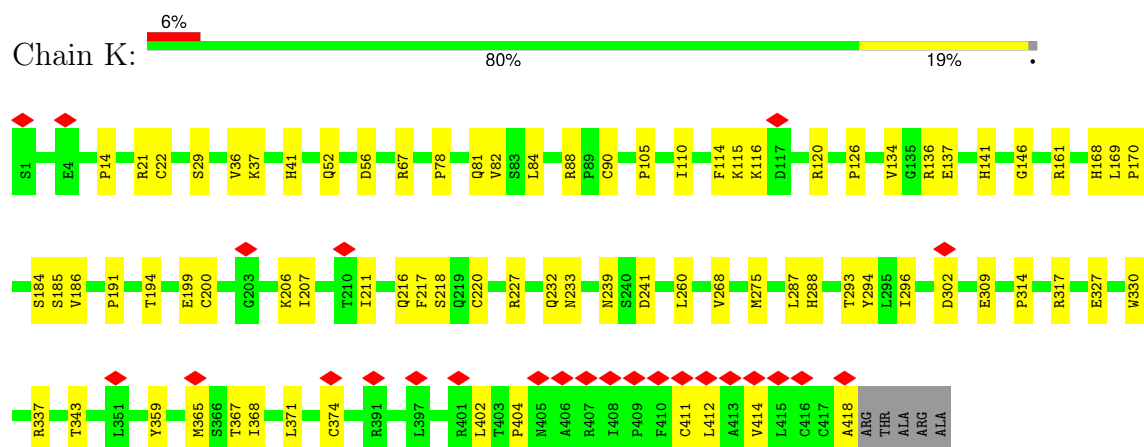 6%
Chain K:
80% 19% •
S1 E4 P14 R21 C22 S29 V36 K37 H41 Q52 D56 R67 P78 Q81 V82 S83 L84 R88 P89 C90 P105 I110 F114 K115 K116 D117 R120 P126 V134 G135 R136 E137 H141 G146 R161 H168 L169 P170
S184 S185 V186 P191 T194 E199 C200 G203 K206 I207 T210 I211 Q216 F217 S218 Q219 C220 R227 Q232 N233 N239 S240 D241 L260 V268 M275 L287 H288 T293 Y294 L295 I296 D302 E309 P314 R317 E327 W330
R337 T343 L351 Y359 M365 S366 T367 I368 L371 C374 R391 L397 R401 L402 T403 P404 N405 A406 R407 I408 P409 F410 C411 L412 A413 V414 L415 C416 C417 A418 ARG THR ALA ARG ALA